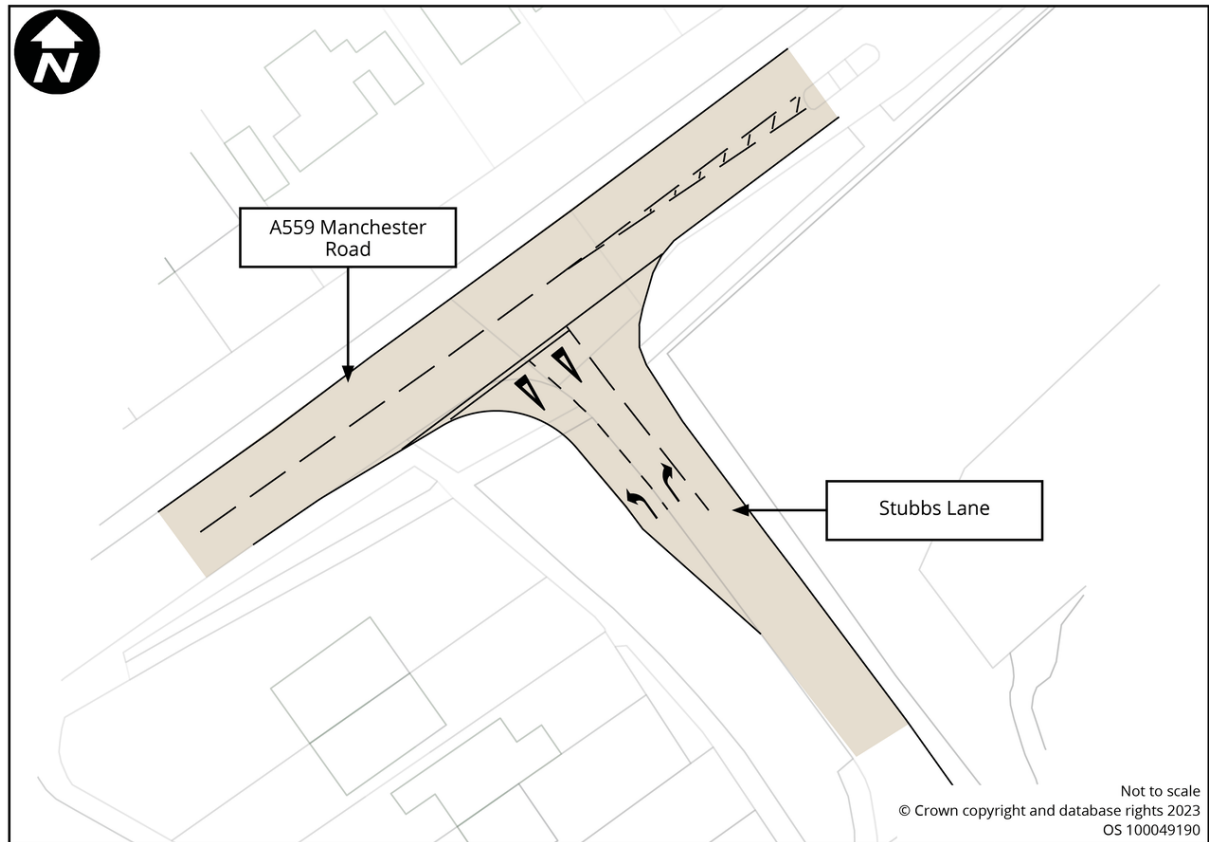 N
A559 Manchester
Road
Stubbs Lane
Not to scale
© Crown copyright and database rights 2023
OS 100049190